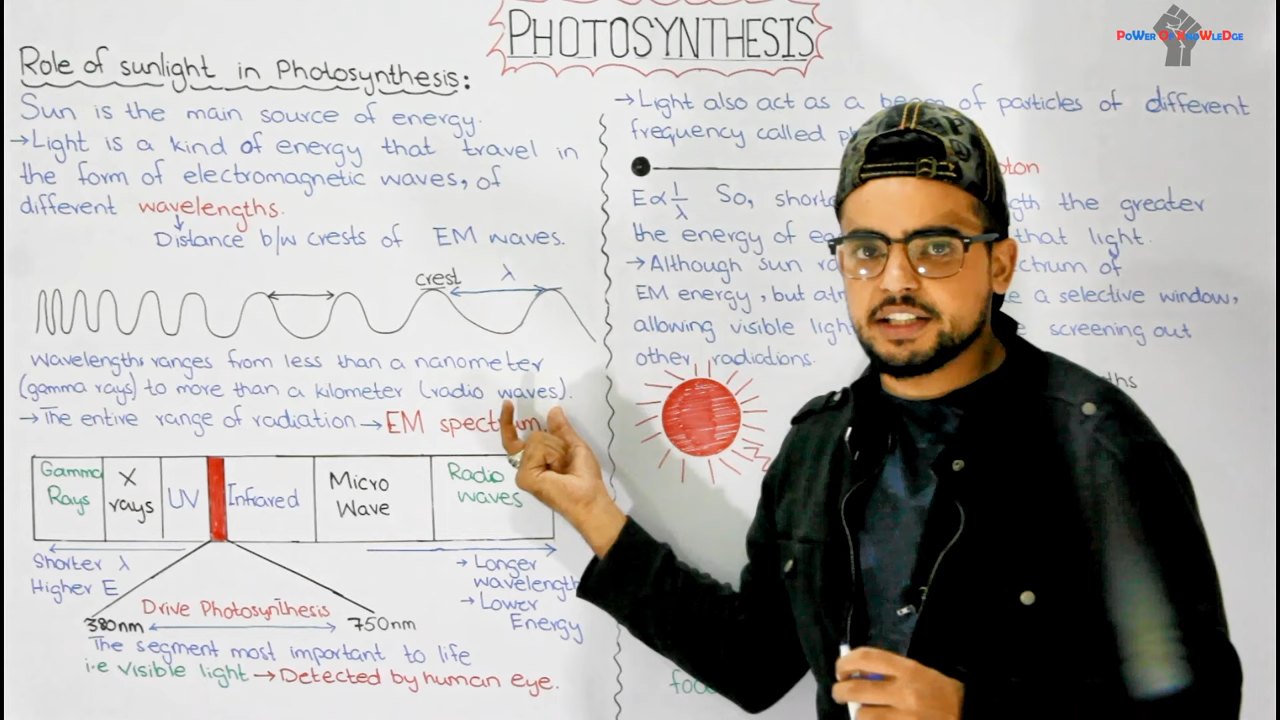 PHOTOSYNTHESIS
PoWer Of KnoWleDge
Role of sunlight in Photosynthesis:
Sun is the main source of energy.
→Light is a kind of energy that travel in
the form of electromagnetic waves, of
different wavelengths.
Distance b/w crests of EM waves.
crest λ
wavelengths ranges from less than a nanometer
(gamma rays) to more than a kilometer (radio waves).
→The entire range of radiation→EM spectrum.
Gamma Rays
X rays
UV
Infrared
Micro Wave
Radio waves
Shorter λ
Higher E
→Longer wavelength
→Lower Energy
Drive Photosynthesis
380nm 750nm
The segment most important to life
i.e visible light→Detected by human eye.
→Light also act as a beam of particles of different
frequency called
E∝1/λ So, the greater
the energy of that light.
→Although sun
EM energy, but a selective window,
allowing visible screening out
other radiations.